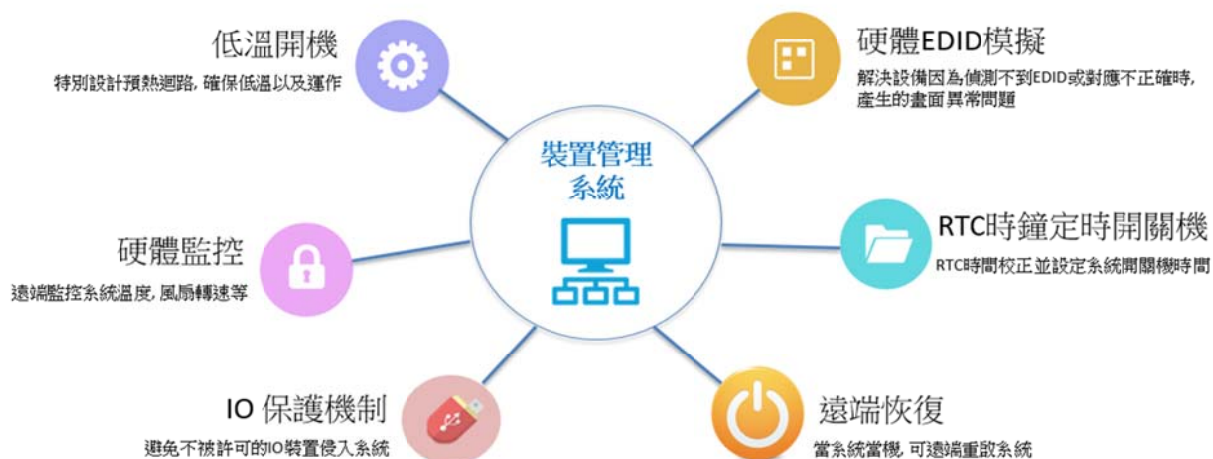 低溫開機
特別設計預熱迴路, 確保低溫以及運作
硬體EDID模擬
解決設備因為偵測不到EDID或對應不正確時,
產生的畫面異常問題
裝置管理
系統
硬體監控
遠端監控系統溫度, 風扇轉速等
RTC時鐘定時開關機
RTC時間校正並設定系統開關機時間
IO 保護機制
避免不被許可的IO裝置侵入系統
遠端恢復
當系統當機, 可遠端重啟系統